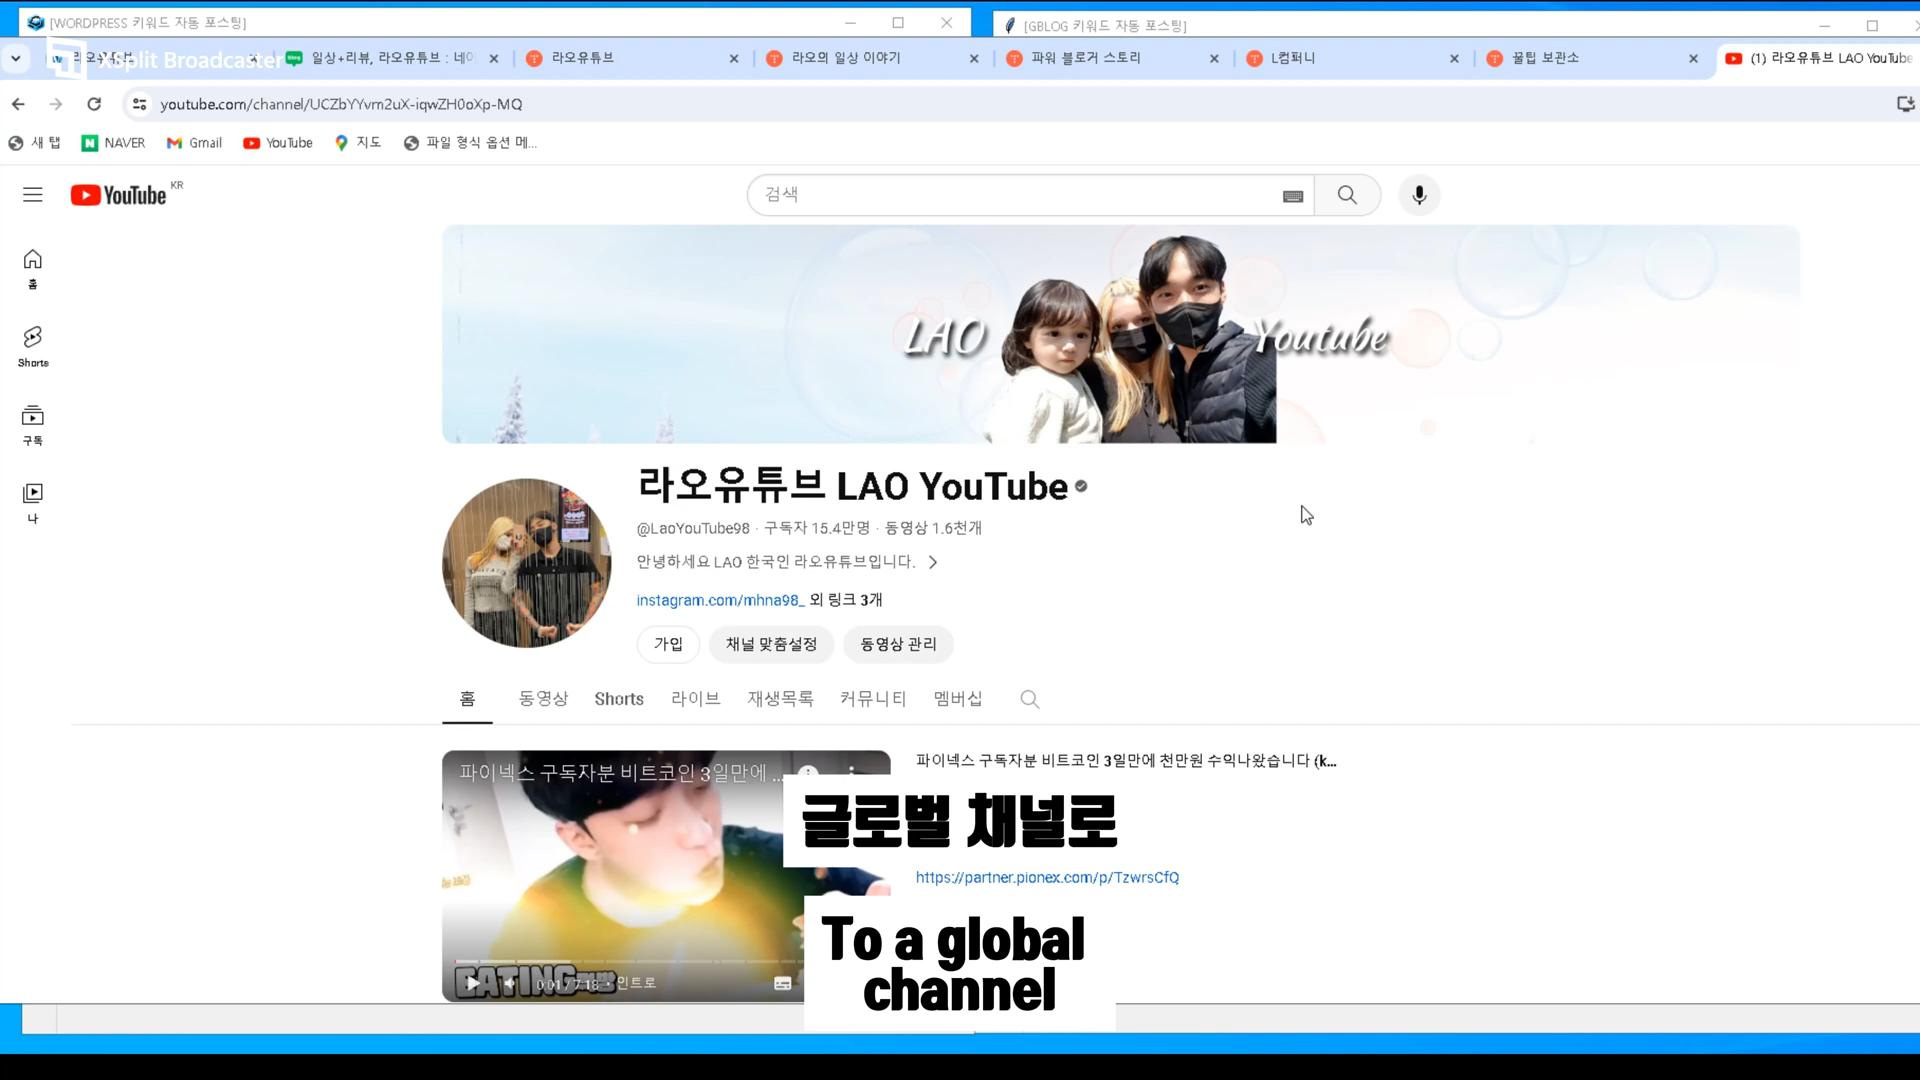 [WORDPRESS 키워드 자동 포스팅]
[GBLOG 키워드 자동 포스팅]
XSplit Broadcaster
일상+리뷰, 라오유튜브 : 네이
라오유튜브
라오의 일상 이야기
파워 블로거 스토리
L컴퍼니
꿀팁 보관소
(1) 라오유튜브 LAO YouTube
youtube.com/channel/UCZbYYvm2uX-iqwZH0oXp-MQ
새 탭
NAVER
Gmail
YouTube
지도
파일 형식 옵션 메...
YouTube KR
검색
홈
Shorts
구독
나
LAO
Youtube
라오유튜브 LAO YouTube
@LaoYouTube98 · 구독자 15.4만명 · 동영상 1.6천개
안녕하세요 LAO 한국인 라오유튜브입니다.
instagram.com/mhna98_ 외 링크 3개
가입
채널 맞춤설정
동영상 관리
홈
동영상
Shorts
라이브
재생목록
커뮤니티
멤버십
파이넥스 구독자분 비트코인 3일만에 ...
파이넥스 구독자분 비트코인 3일만에 천만원 수익나왔습니다 (k...
글로벌 채널로
https://partner.pionex.com/p/TzwrsCfQ
To a global
channel
EATING
0:01 / 7:18 · 인트로